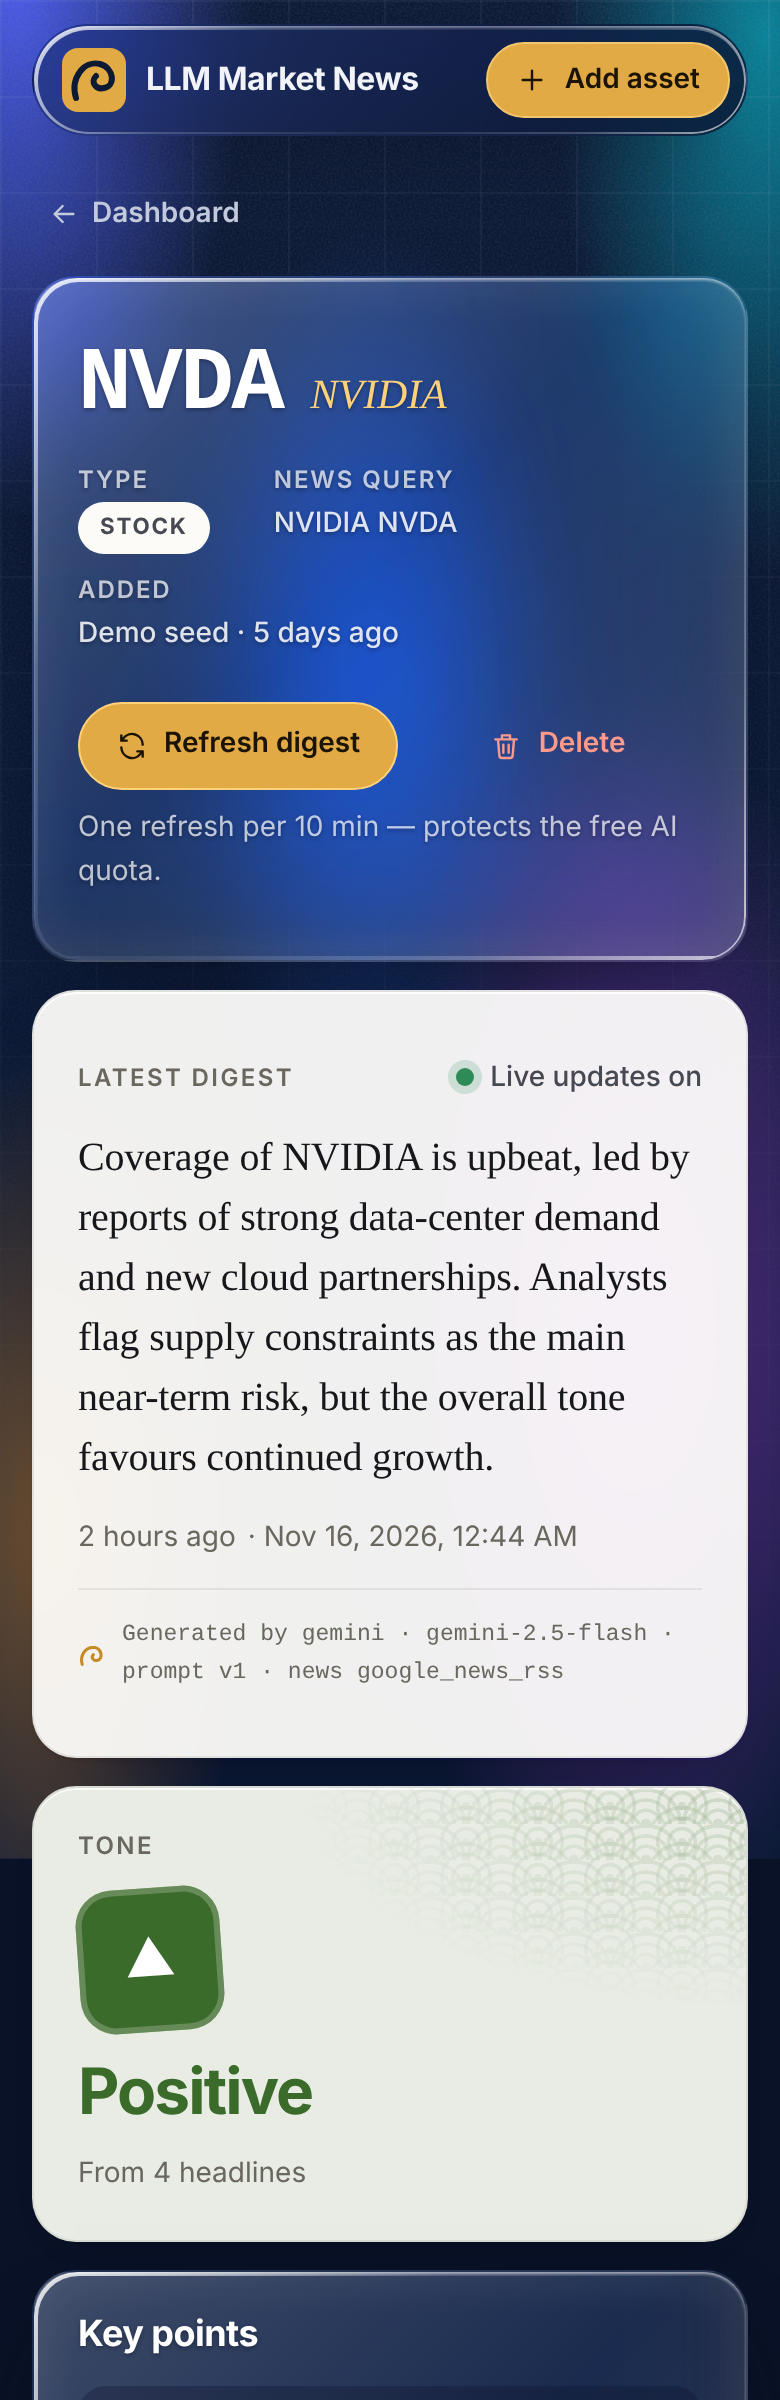 LLM Market News
+ Add asset
← Dashboard
NVDA NVIDIA
TYPE
STOCK
NEWS QUERY
NVIDIA NVDA
ADDED
Demo seed · 5 days ago
Refresh digest
Delete
One refresh per 10 min — protects the free AI
quota.
LATEST DIGEST
Live updates on
Coverage of NVIDIA is upbeat, led by
reports of strong data-center demand
and new cloud partnerships. Analysts
flag supply constraints as the main
near-term risk, but the overall tone
favours continued growth.
2 hours ago · Nov 16, 2026, 12:44 AM
Generated by gemini · gemini-2.5-flash ·
prompt v1 · news google_news_rss
TONE
Positive
From 4 headlines
Key points